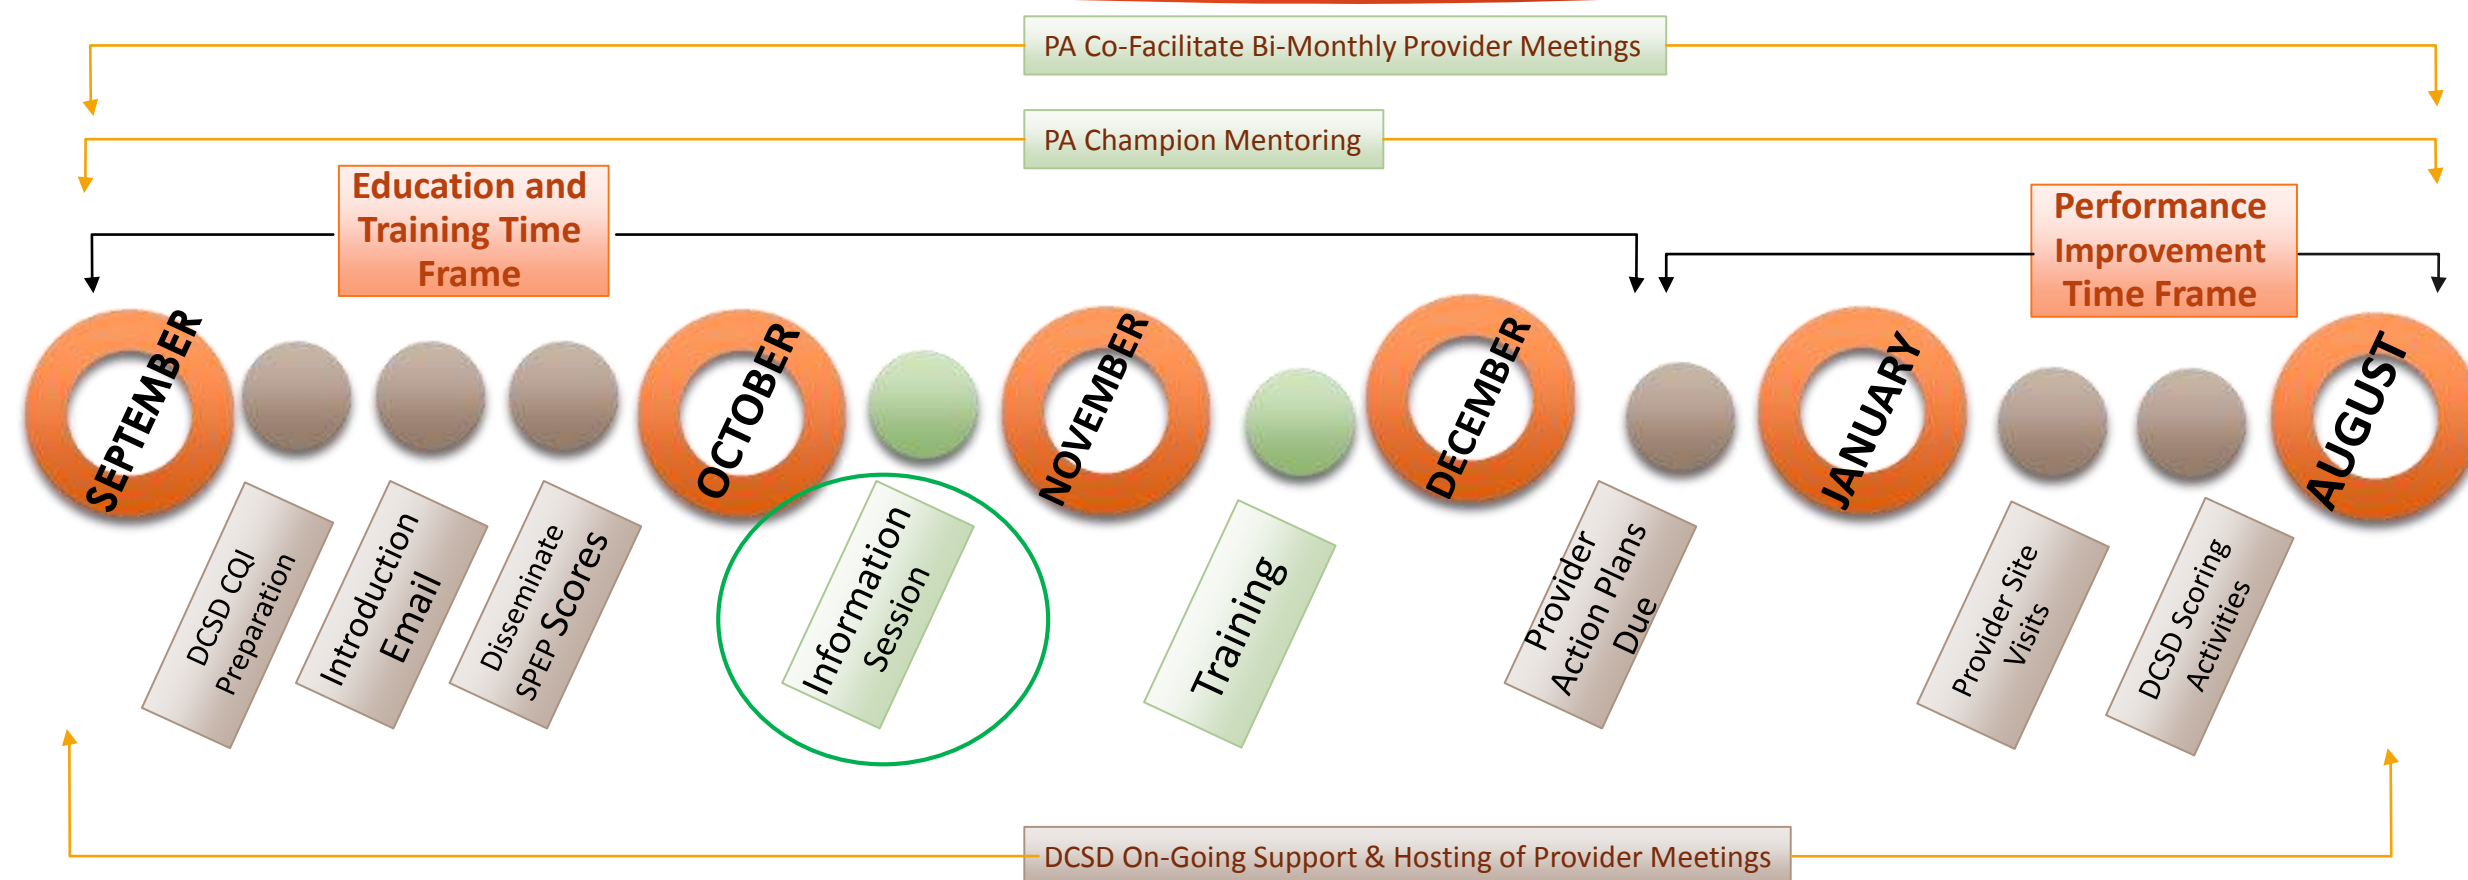 PA Co-Facilitate Bi-Monthly Provider Meetings
PA Champion Mentoring
Education and
Training Time
Frame
Performance
Improvement
Time Frame
SEPTEMBER
OCTOBER
NOVEMBER
DECEMBER
JANUARY
AUGUST
DCSD CQI
Preparation
Introduction
Email
Disseminate
SPEP Scores
Information
Session
Training
Provider
Action Plans
Due
Provider Site
Visits
DCSD Scoring
Activities
DCSD On-Going Support & Hosting of Provider Meetings